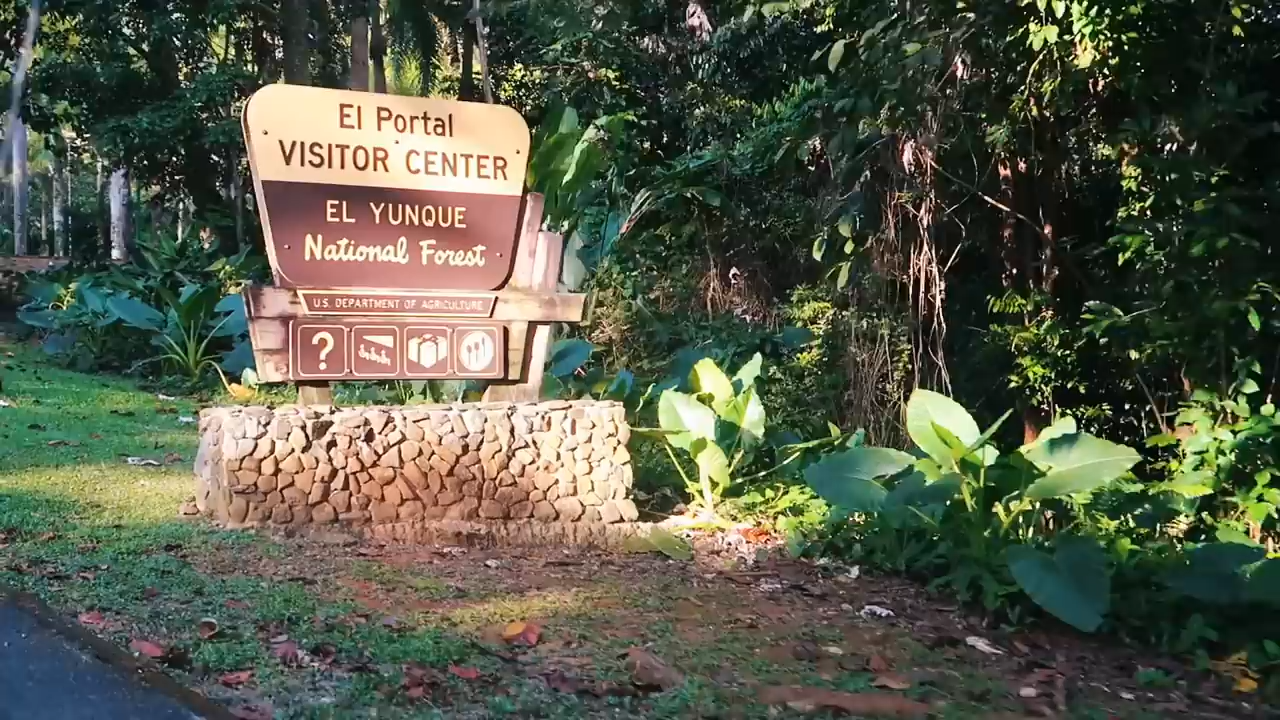 El Portal
VISITOR CENTER
EL YUNQUE
National Forest
U.S. DEPARTMENT OF AGRICULTURE
?